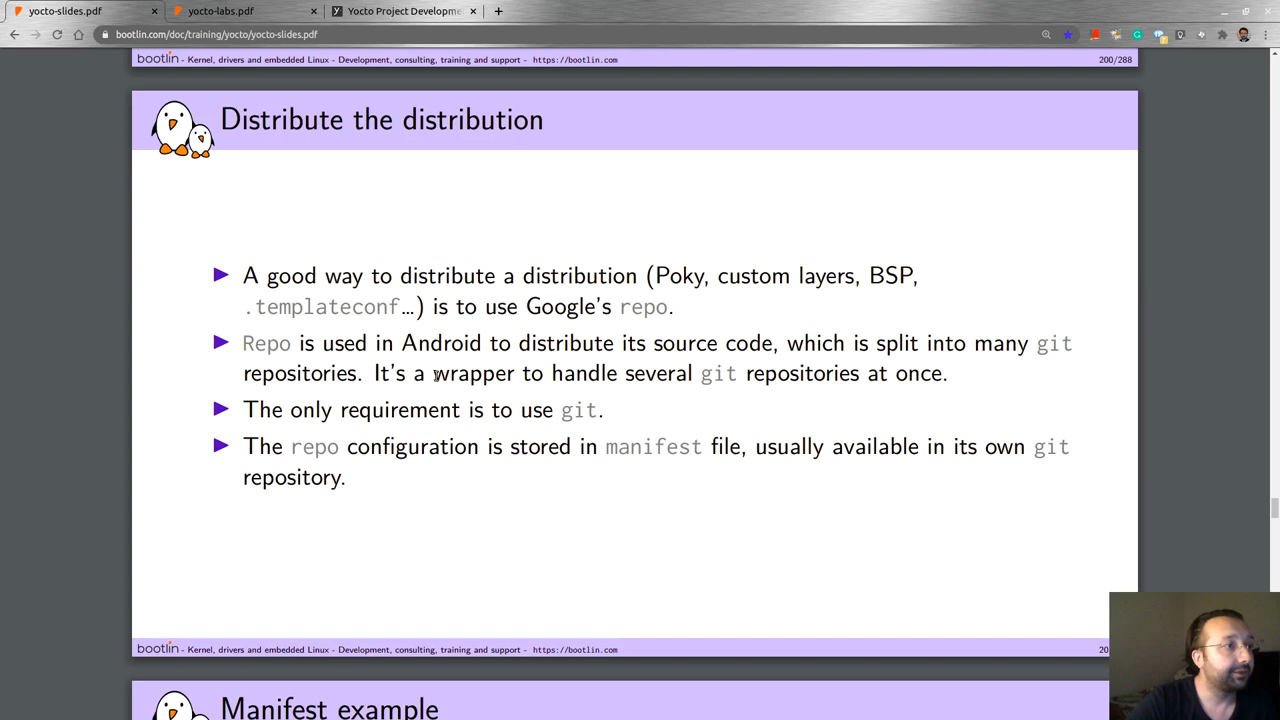 yocto-slides.pdf
yocto-labs.pdf
Yocto Project Developme
bootlin.com/doc/training/yocto/yocto-slides.pdf
bootlin - Kernel, drivers and embedded Linux - Development, consulting, training and support - https://bootlin.com 200/288
Distribute the distribution
A good way to distribute a distribution (Poky, custom layers, BSP,
.templateconf…) is to use Google's repo.
Repo is used in Android to distribute its source code, which is split into many git
repositories. It's a wrapper to handle several git repositories at once.
The only requirement is to use git.
The repo configuration is stored in manifest file, usually available in its own git
repository.
bootlin - Kernel, drivers and embedded Linux - Development, consulting, training and support - https://bootlin.com 20
Manifest example